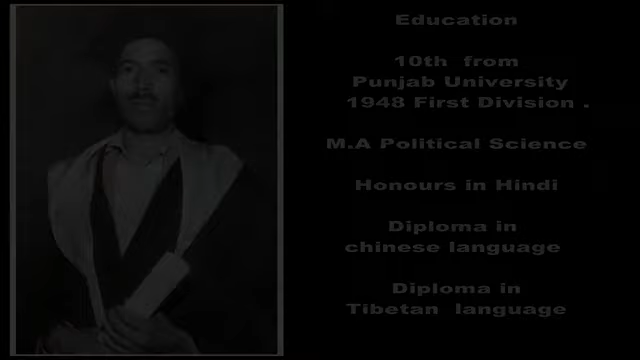 Education
10th from
Punjab University
1948 First Division .
M.A Political Science
Honours in Hindi
Diploma in
chinese language
Diploma in
Tibetan language